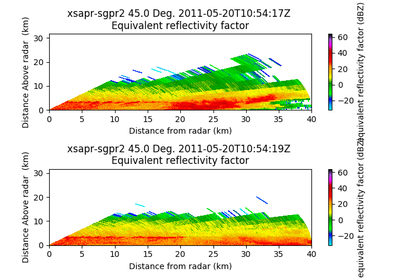 xsapr-sgpr2 45.0 Deg. 2011-05-20T10:54:17Z
Equivalent reflectivity factor
Distance Above radar (km)
30
20
10
0
0 5 10 15 20 25 30 35 40
Distance from radar (km)
60
40
20
0
−20
equivalent reflectivity factor (dBZ)
xsapr-sgpr2 45.0 Deg. 2011-05-20T10:54:19Z
Equivalent reflectivity factor
Distance Above radar (km)
30
20
10
0
0 5 10 15 20 25 30 35 40
Distance from radar (km)
60
40
20
0
−20
equivalent reflectivity factor (dBZ)